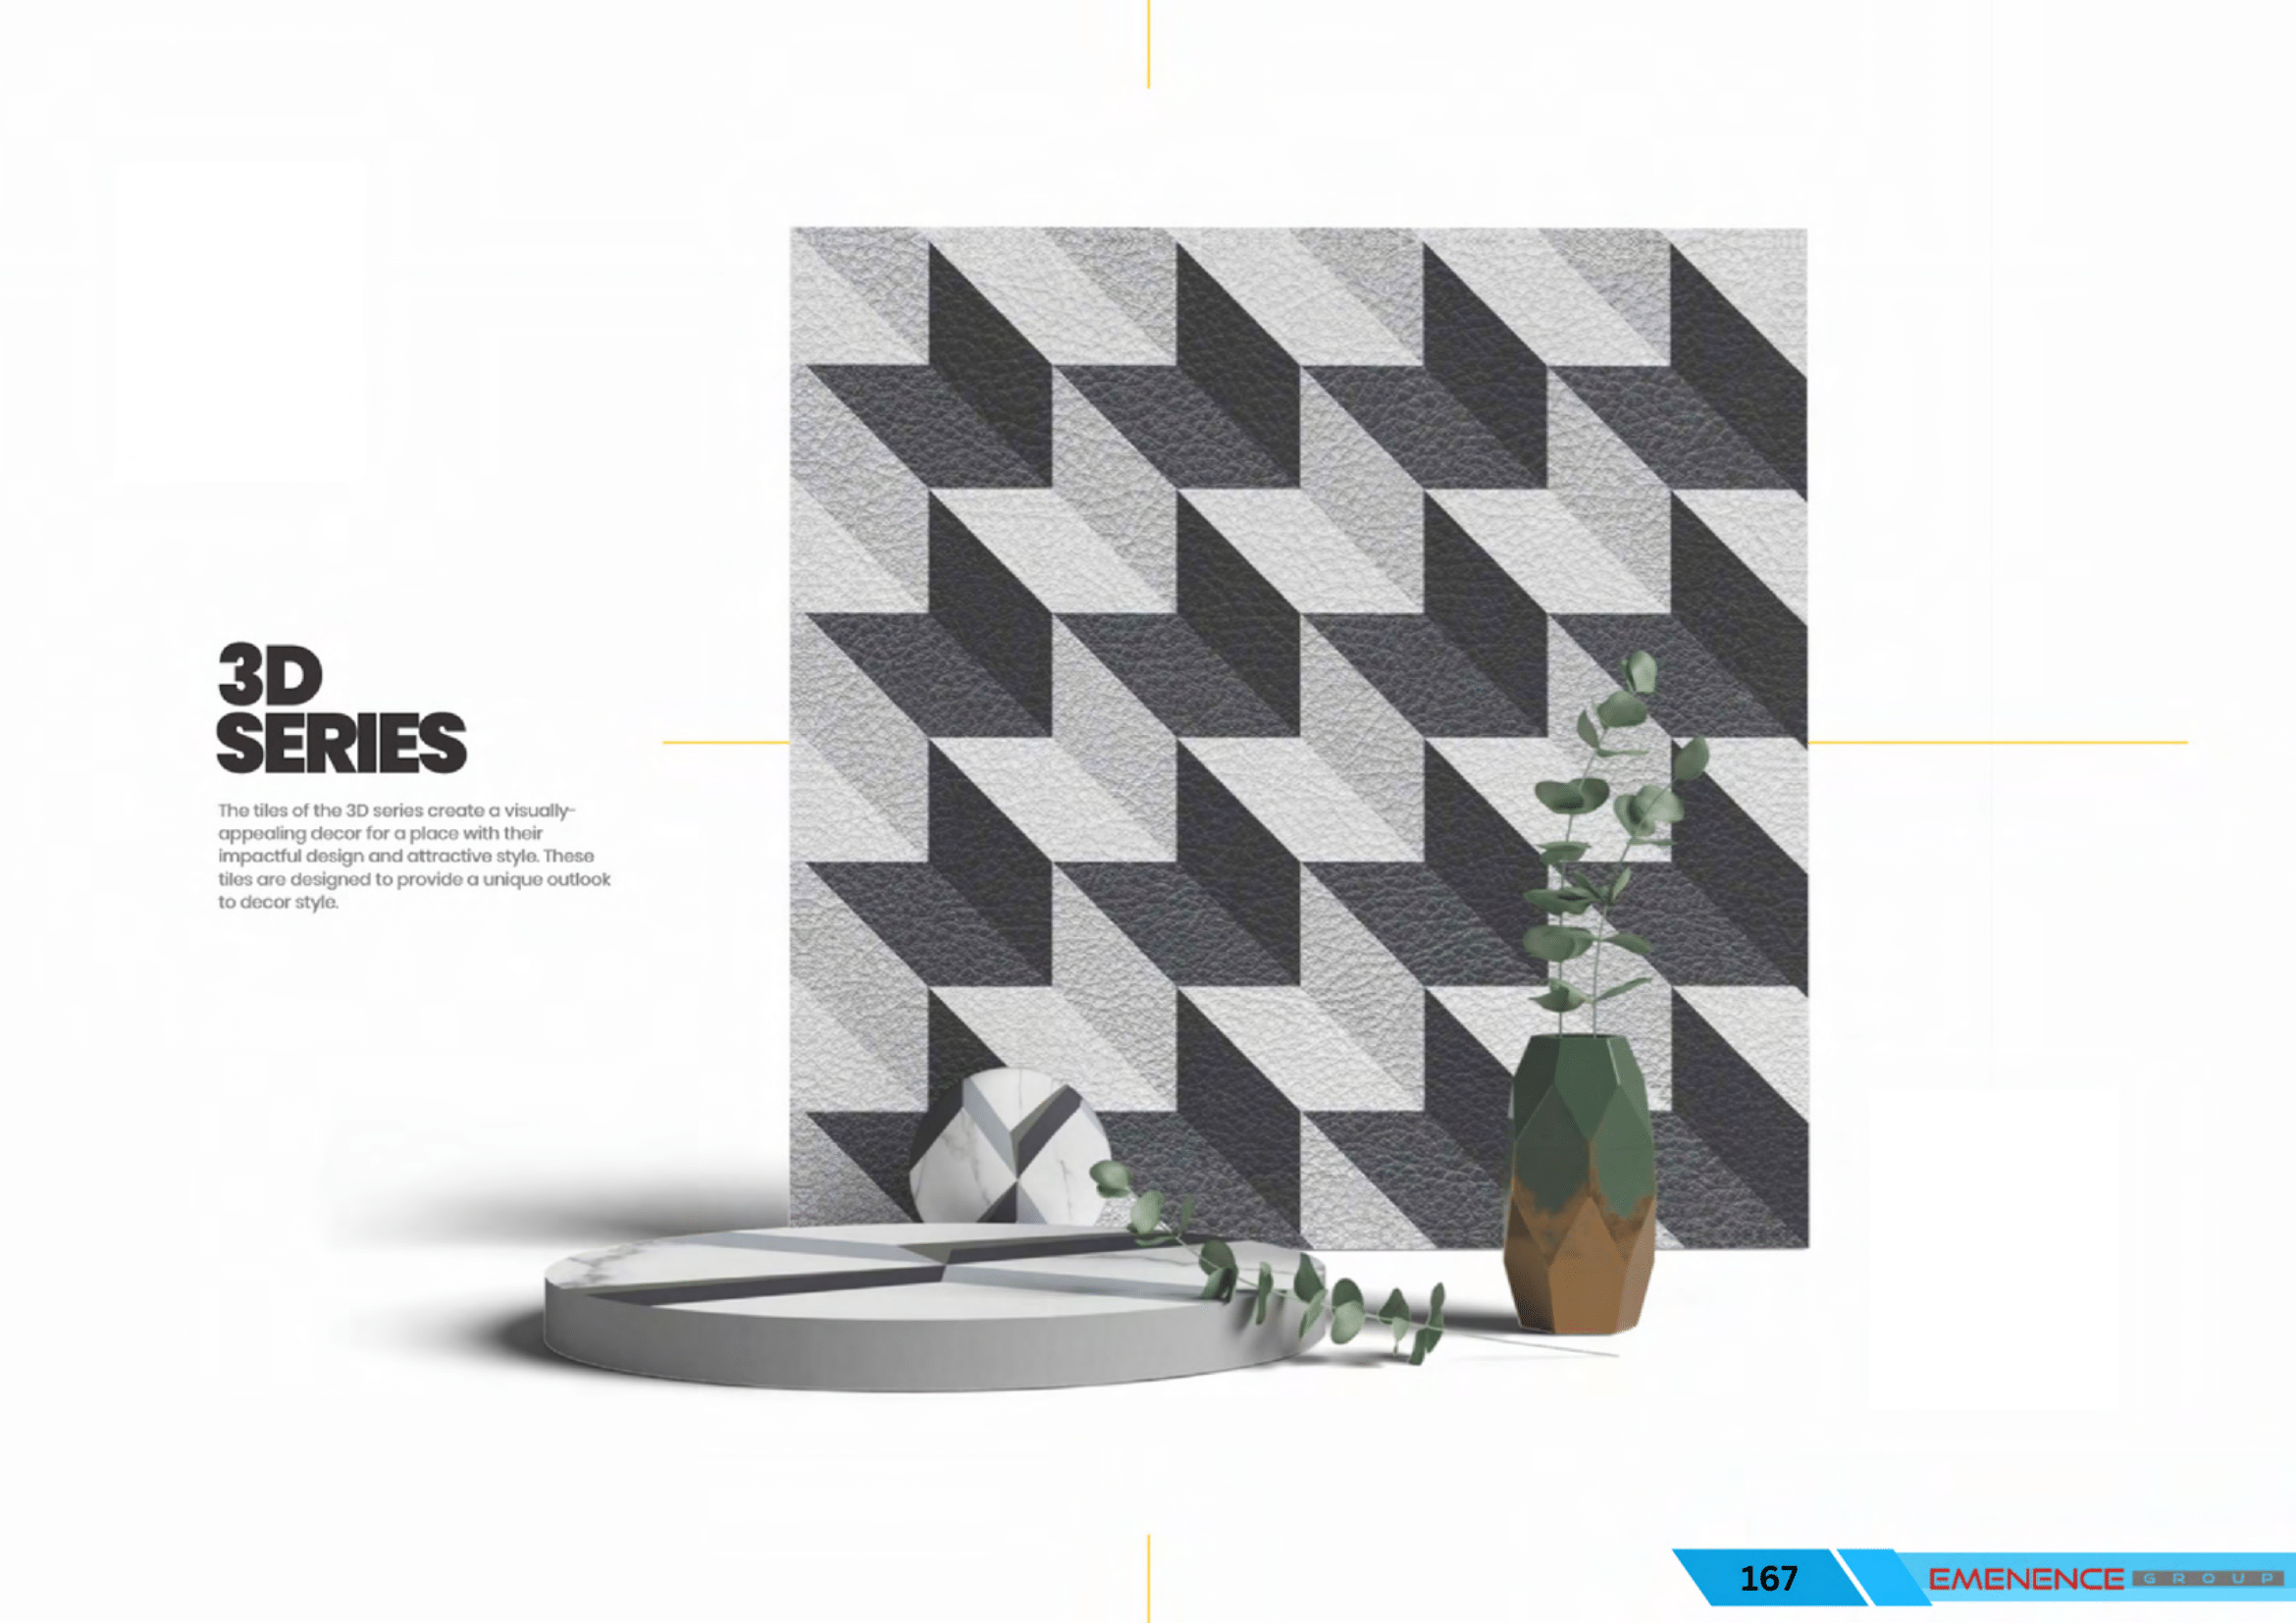 3D
SERIES
The tiles of the 3D series create a visually-
appealing decor for a place with their
impactful design and attractive style. These
tiles are designed to provide a unique outlook
to decor style.
167
EMENENCE GROUP